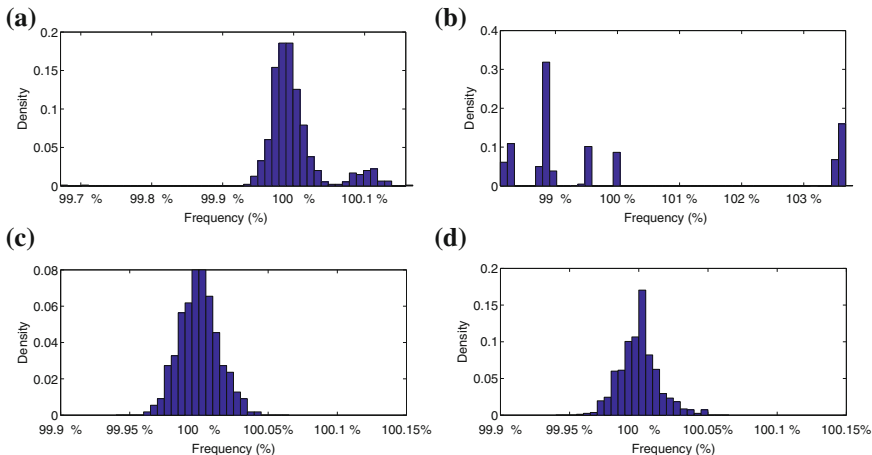 (a)
0.2
0.15
0.1
0.05
0
Density
99.7 % 99.8 % 99.9 % 100 % 100.1 %
Frequency (%)
(b)
0.4
0.3
0.2
0.1
0
Density
99 % 100 % 101 % 102 % 103 %
Frequency (%)
(c)
0.08
0.06
0.04
0.02
0
Density
99.9 % 99.95 % 100 % 100.05% 100.1 % 100.15%
Frequency (%)
(d)
0.2
0.15
0.1
0.05
0
Density
99.9 % 99.95 % 100 % 100.05% 100.1 % 100.15%
Frequency (%)